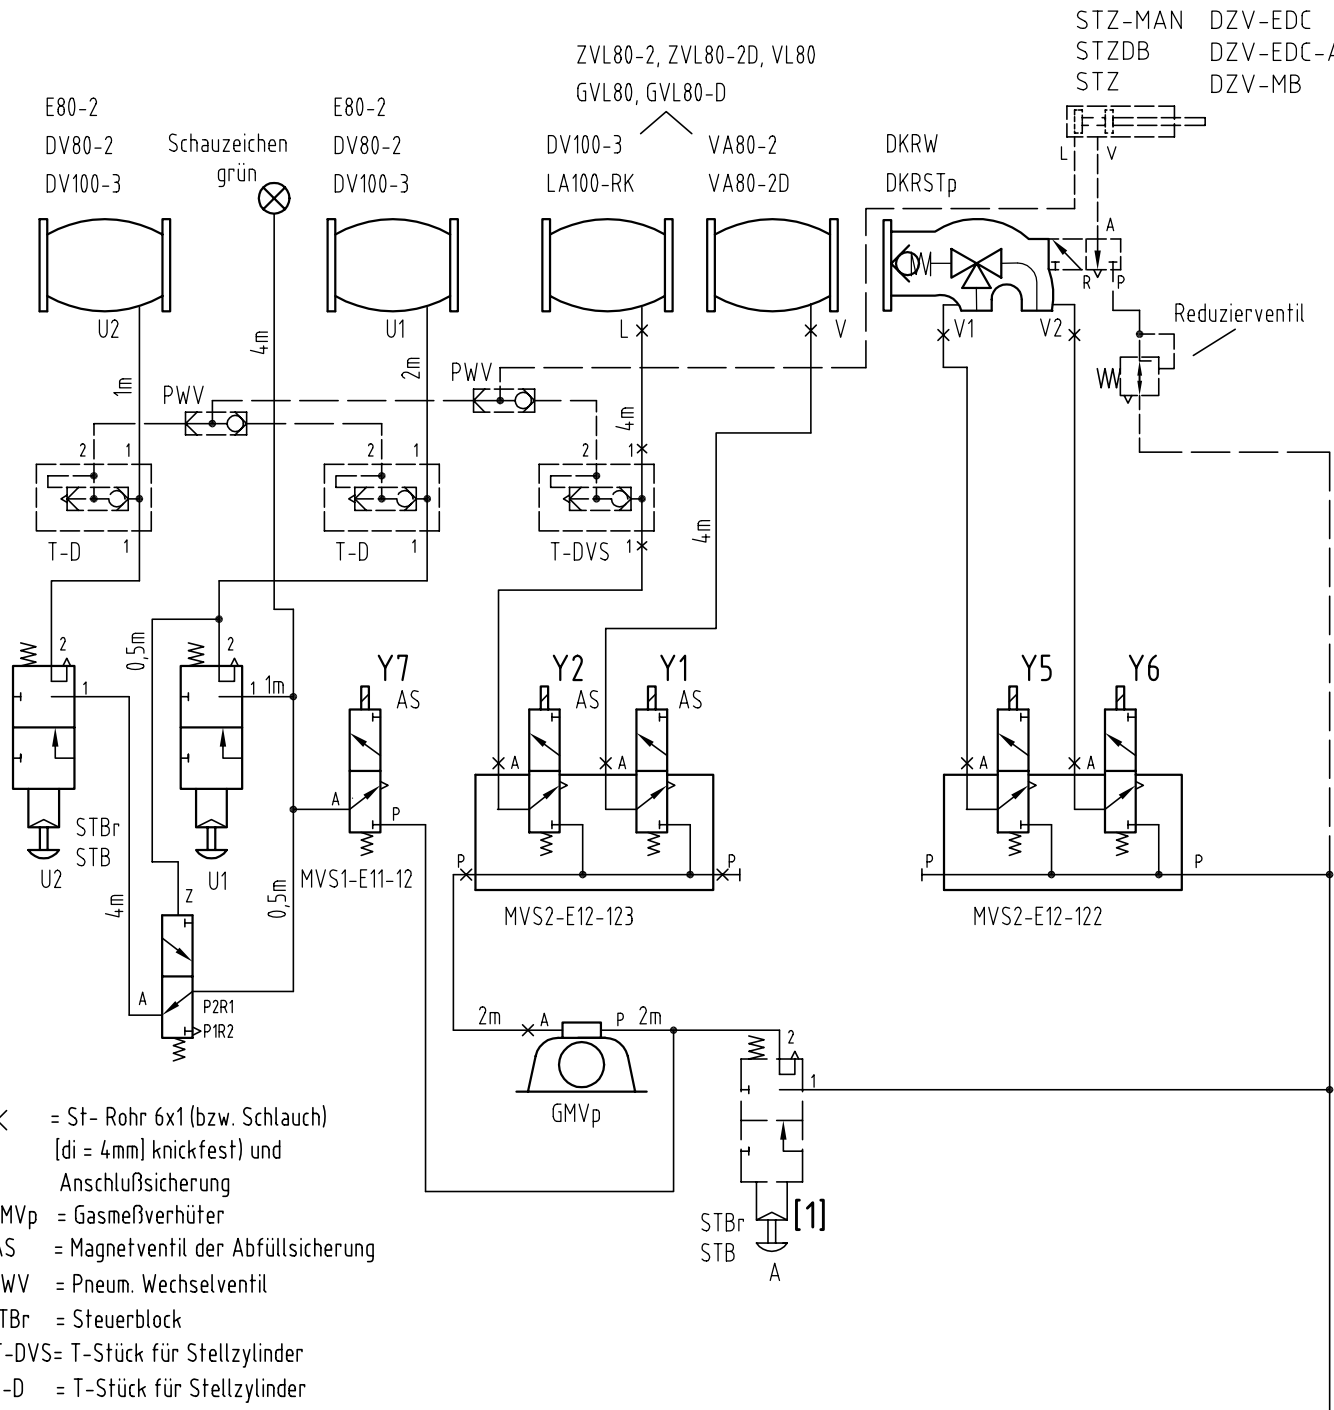 STZ-MAN DZV-EDC
STZDB DZV-EDC-A
STZ DZV-MB
ZVL80-2, ZVL80-2D, VL80
GVL80, GVL80-D
E80-2
DV80-2
DV100-3
Schauzeichen
grün
E80-2
DV80-2
DV100-3
DV100-3
LA100-RK
VA80-2
VA80-2D
DKRW
DKRSTp
L
V
A
R
P
U2
4m
U1
L
V
V1
V2
Reduzierventil
1m
2m
PWV
PWV
4m
2
1
2
1
2
1
T-D
1
T-D
1
T-DVS
1
4m
0,5m
2
1
2
1
1m
Y7
AS
Y2
AS
Y1
AS
Y5
Y6
A
A
A
A
A
P
STBr
STB
U2
U1
MVS1-E11-12
P
P
P
P
4m
Z
0,5m
MVS2-E12-123
MVS2-E12-122
A
P2R1
P1R2
2m
A
P
2m
2
1
GMVp
= St- Rohr 6x1 (bzw. Schlauch)
[di = 4mm] knickfest) und
Anschlußsicherung
MVp = Gasmeßverhüter
AS = Magnetventil der Abfüllsicherung
WV = Pneum. Wechselventil
TBr = Steuerblock
T-DVS= T-Stück für Stellzylinder
-D = T-Stück für Stellzylinder
STBr
STB
[1]
A